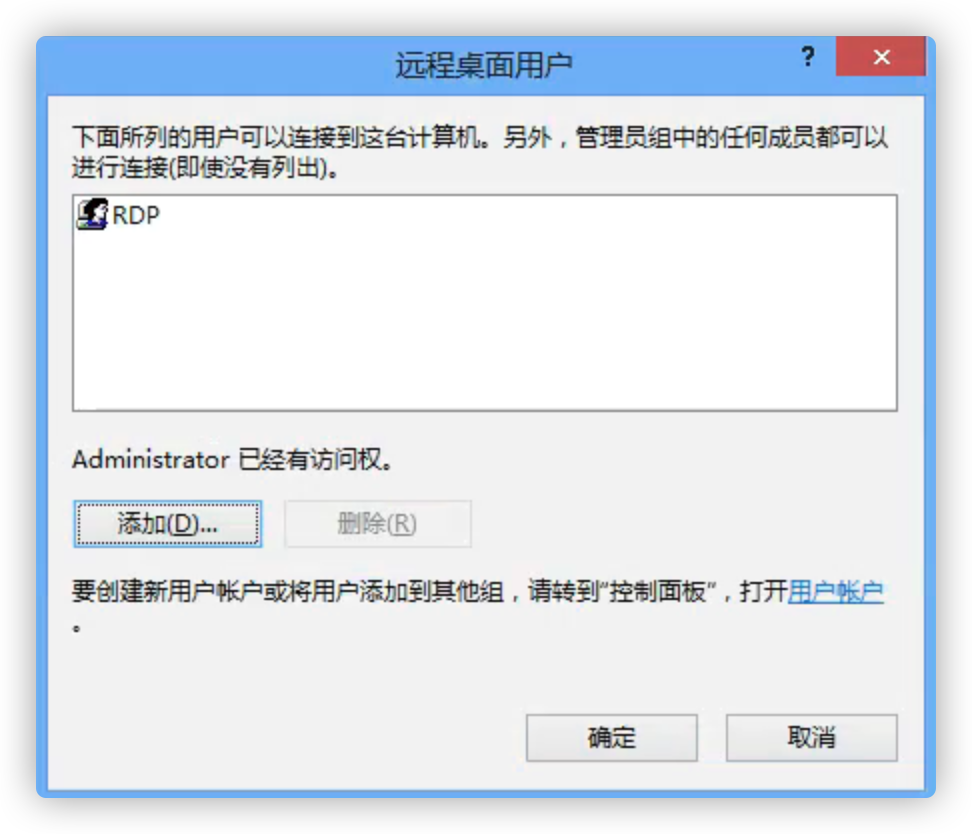 远程桌面用户
?
下面所列的用户可以连接到这台计算机。另外，管理员组中的任何成员都可以
进行连接(即使没有列出)。
RDP
Administrator 已经有访问权。
添加(D)... 删除(R)
要创建新用户帐户或将用户添加到其他组，请转到“控制面板”，打开用户帐户
。
确定 取消